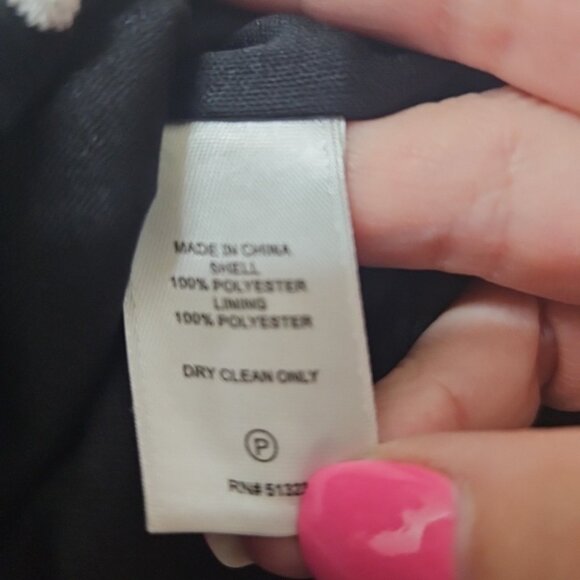 MADE IN CHINA
SHELL
100% POLYESTER
LINING
100% POLYESTER
DRY CLEAN ONLY
P
RN#